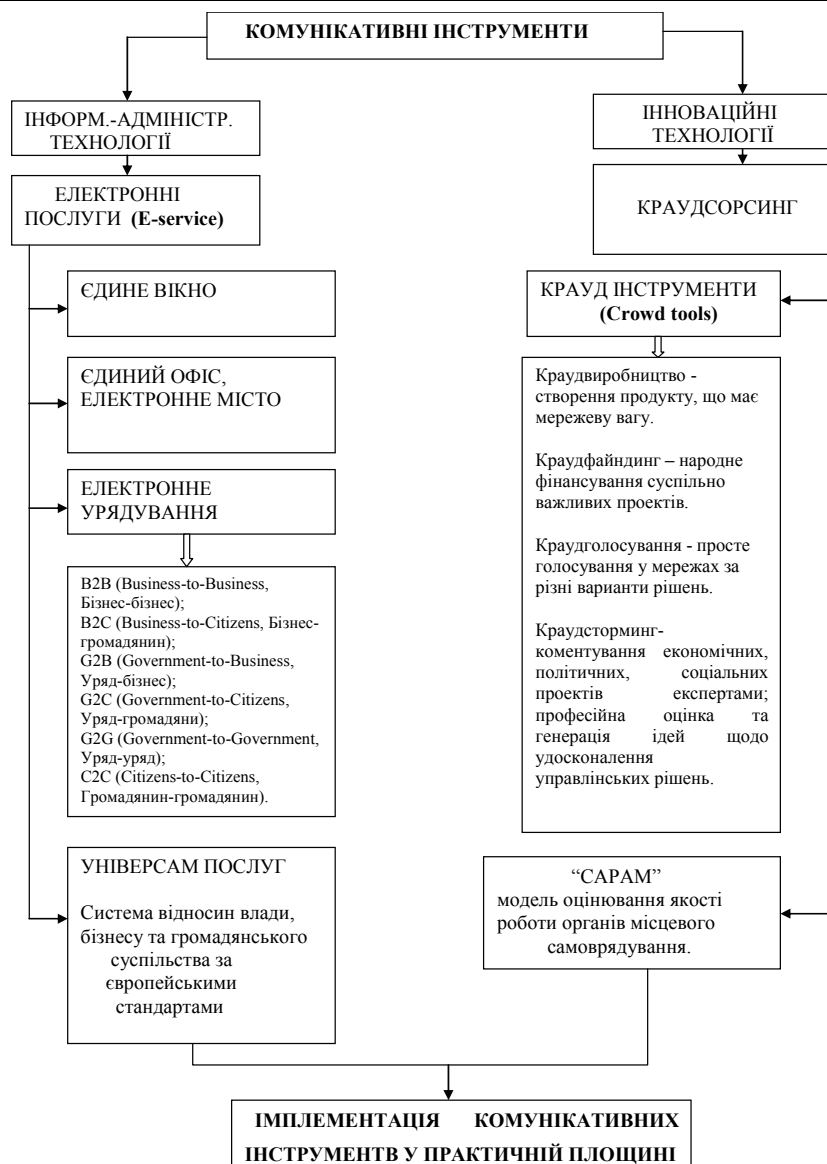 КОМУНІКАТИВНІ ІНСТРУМЕНТИ
ІНФОРМ.-АДМІНІСТР.
ТЕХНОЛОГІЇ
ЕЛЕКТРОННІ
ПОСЛУГИ (E-service)
ЄДИНЕ ВІКНО
ЄДИНИЙ ОФІС,
ЕЛЕКТРОННЕ МІСТО
ЕЛЕКТРОННЕ
УРЯДУВАННЯ
B2B (Business-to-Business,
Бізнес-бізнес);
B2C (Business-to-Citizens, Бізнес-
громадянин);
G2B (Government-to-Business,
Уряд-бізнес);
G2C (Government-to-Citizens,
Уряд-громадяни);
G2G (Government-to-Government,
Уряд-уряд);
C2C (Citizens-to-Citizens,
Громадянин-громадянин).
УНІВЕРСАМ ПОСЛУГ
Система відносин влади,
бізнесу та громадянського
суспільства за
європейськими
стандартами
ІННОВАЦІЙНІ
ТЕХНОЛОГІЇ
КРАУДСОРСИНГ
КРАУД ІНСТРУМЕНТИ
(Crowd tools)
Краудвиробництво -
створення продукту, що має
мережеву вагу.
Краудфайндинг – народне
фінансування суспільно
важливих проектів.
Краудголосування - просте
голосування у мережах за
різні варианти рішень.
Краудсторминг-
коментування економічних,
політичних, соціальних
проектів експертами;
професійна оцінка та
генерація ідей щодо
удосконалення
управлінських рішень.
“САРАМ”
модель оцінювання якості
роботи органів місцевого
самоврядування.
ІМПЛЕМЕНТАЦІЯ КОМУНІКАТИВНИХ
ІНСТРУМЕНТВ У ПРАКТИЧНІЙ ПЛОЩИНІ